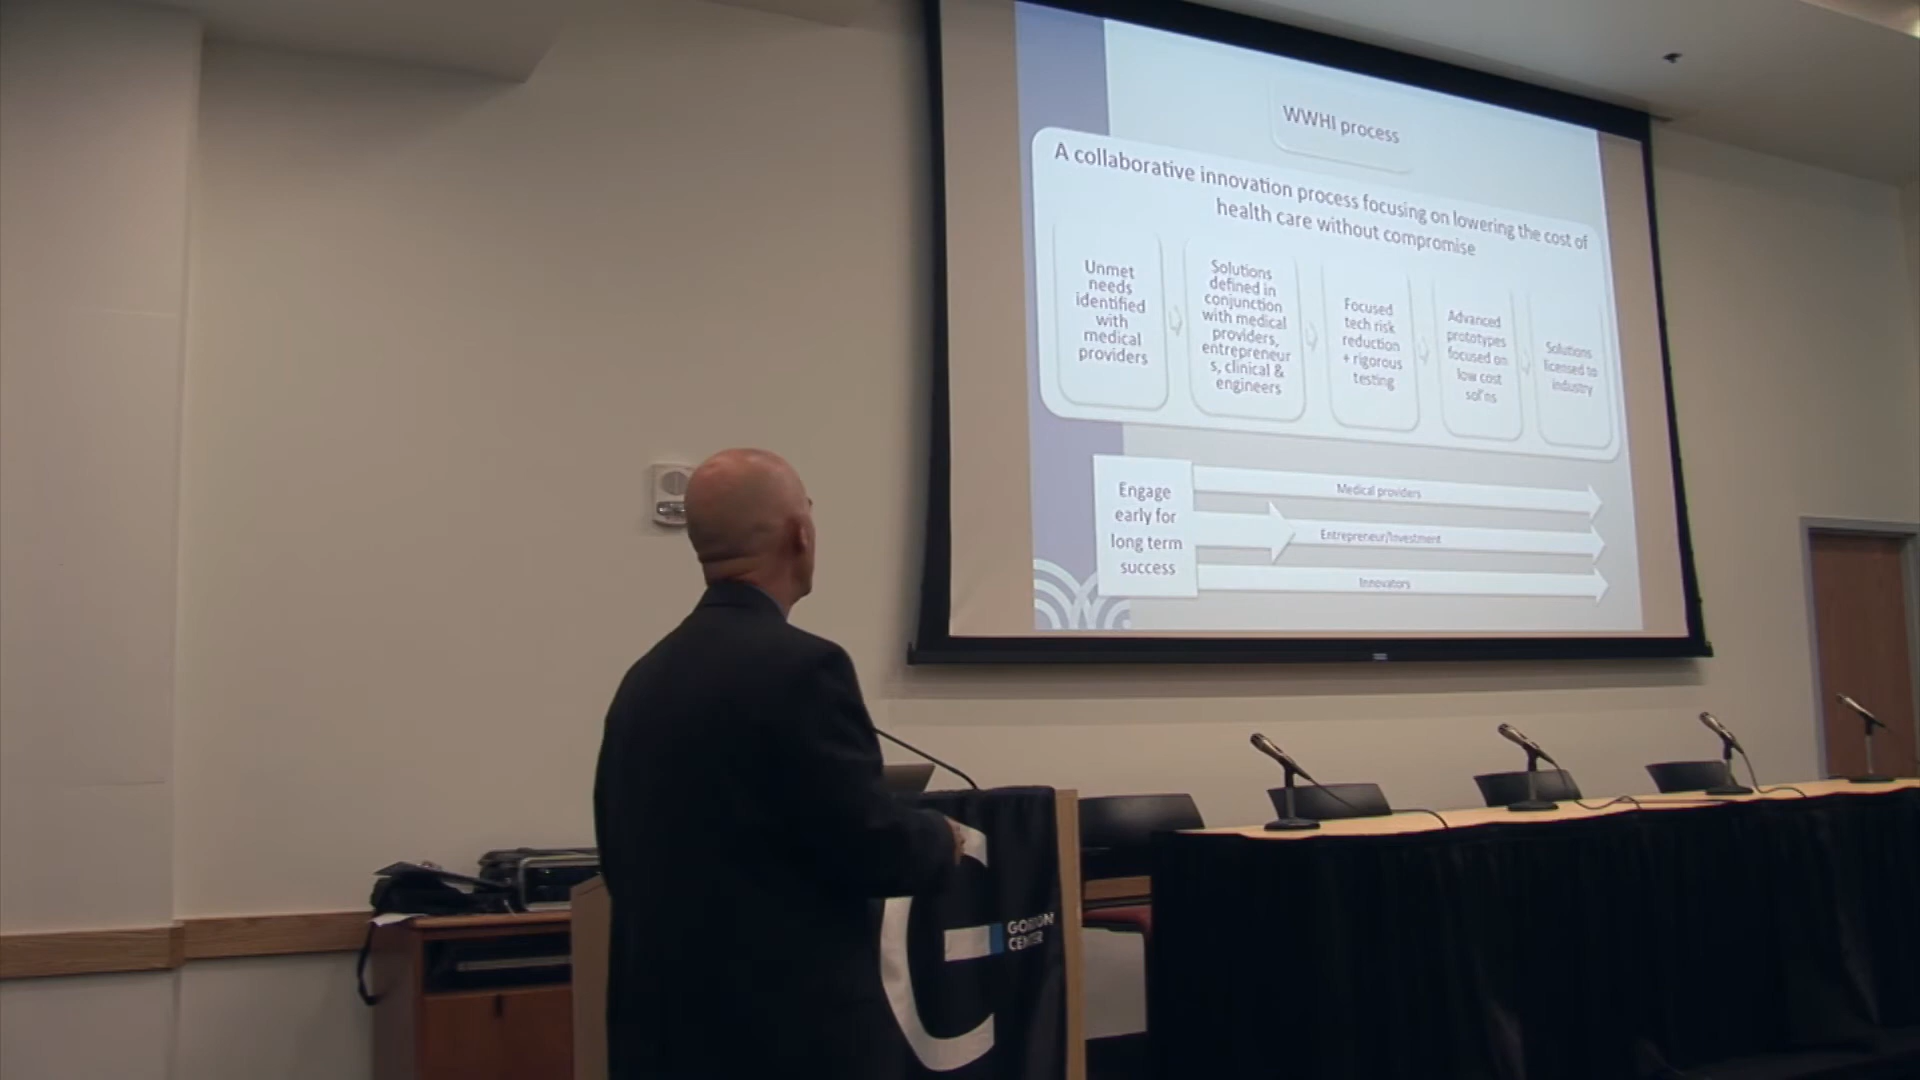 WWHI process
A collaborative innovation process focusing on lowering the cost of
health care without compromise
Unmet
needs
identified
with
medical
providers
Solutions
defined in
conjunction
with medical
providers,
entrepreneur
s, clinical &
engineers
Focused
tech risk
reduction
+ rigorous
testing
Advanced
prototypes
focused on
low cost
sol'ns
Solutions
licensed to
industry
Engage
early for
long term
success
Medical providers
Entrepreneur/Investment
Innovators
GORDON
CENTER